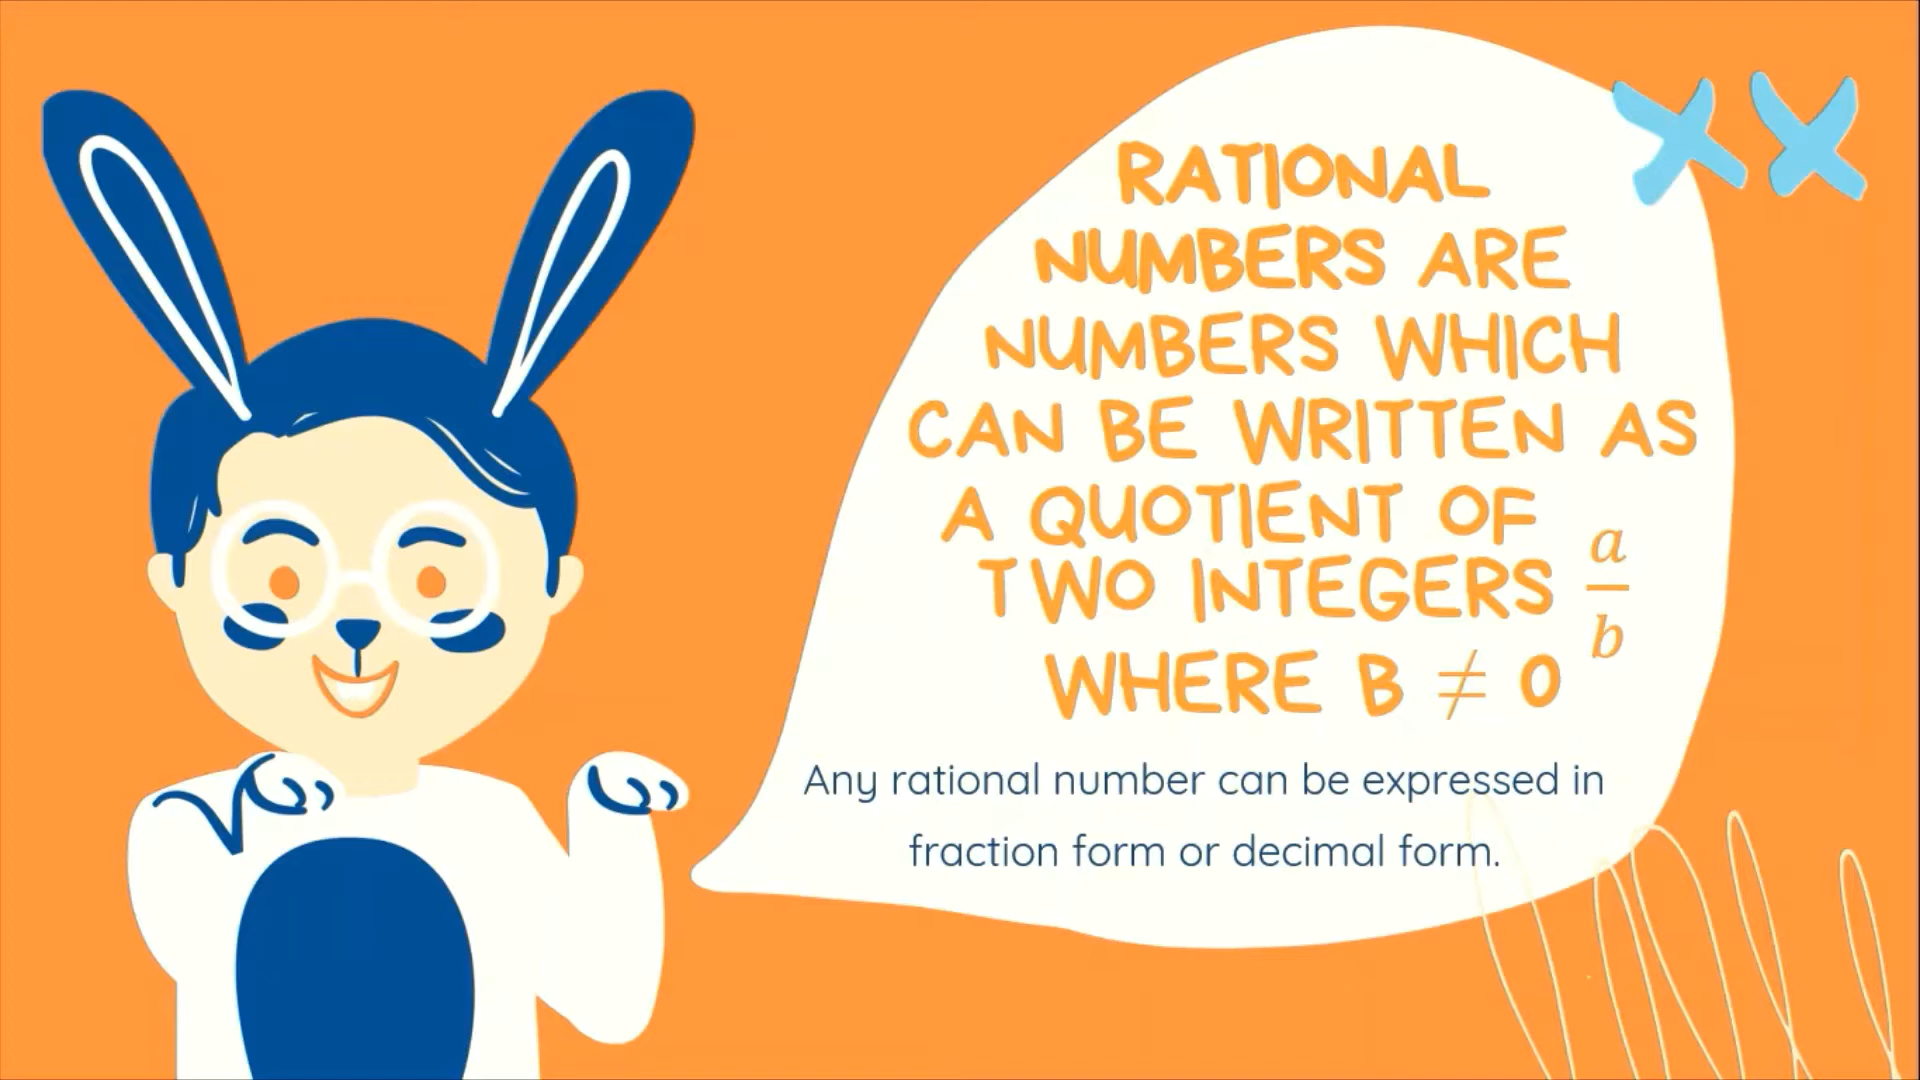 RATIONAL
NUMBERS ARE
NUMBERS WHICH
CAN BE WRITTEN AS
A QUOTIENT OF
TWO INTEGERS a/b
WHERE B ≠ 0
Any rational number can be expressed in
fraction form or decimal form.